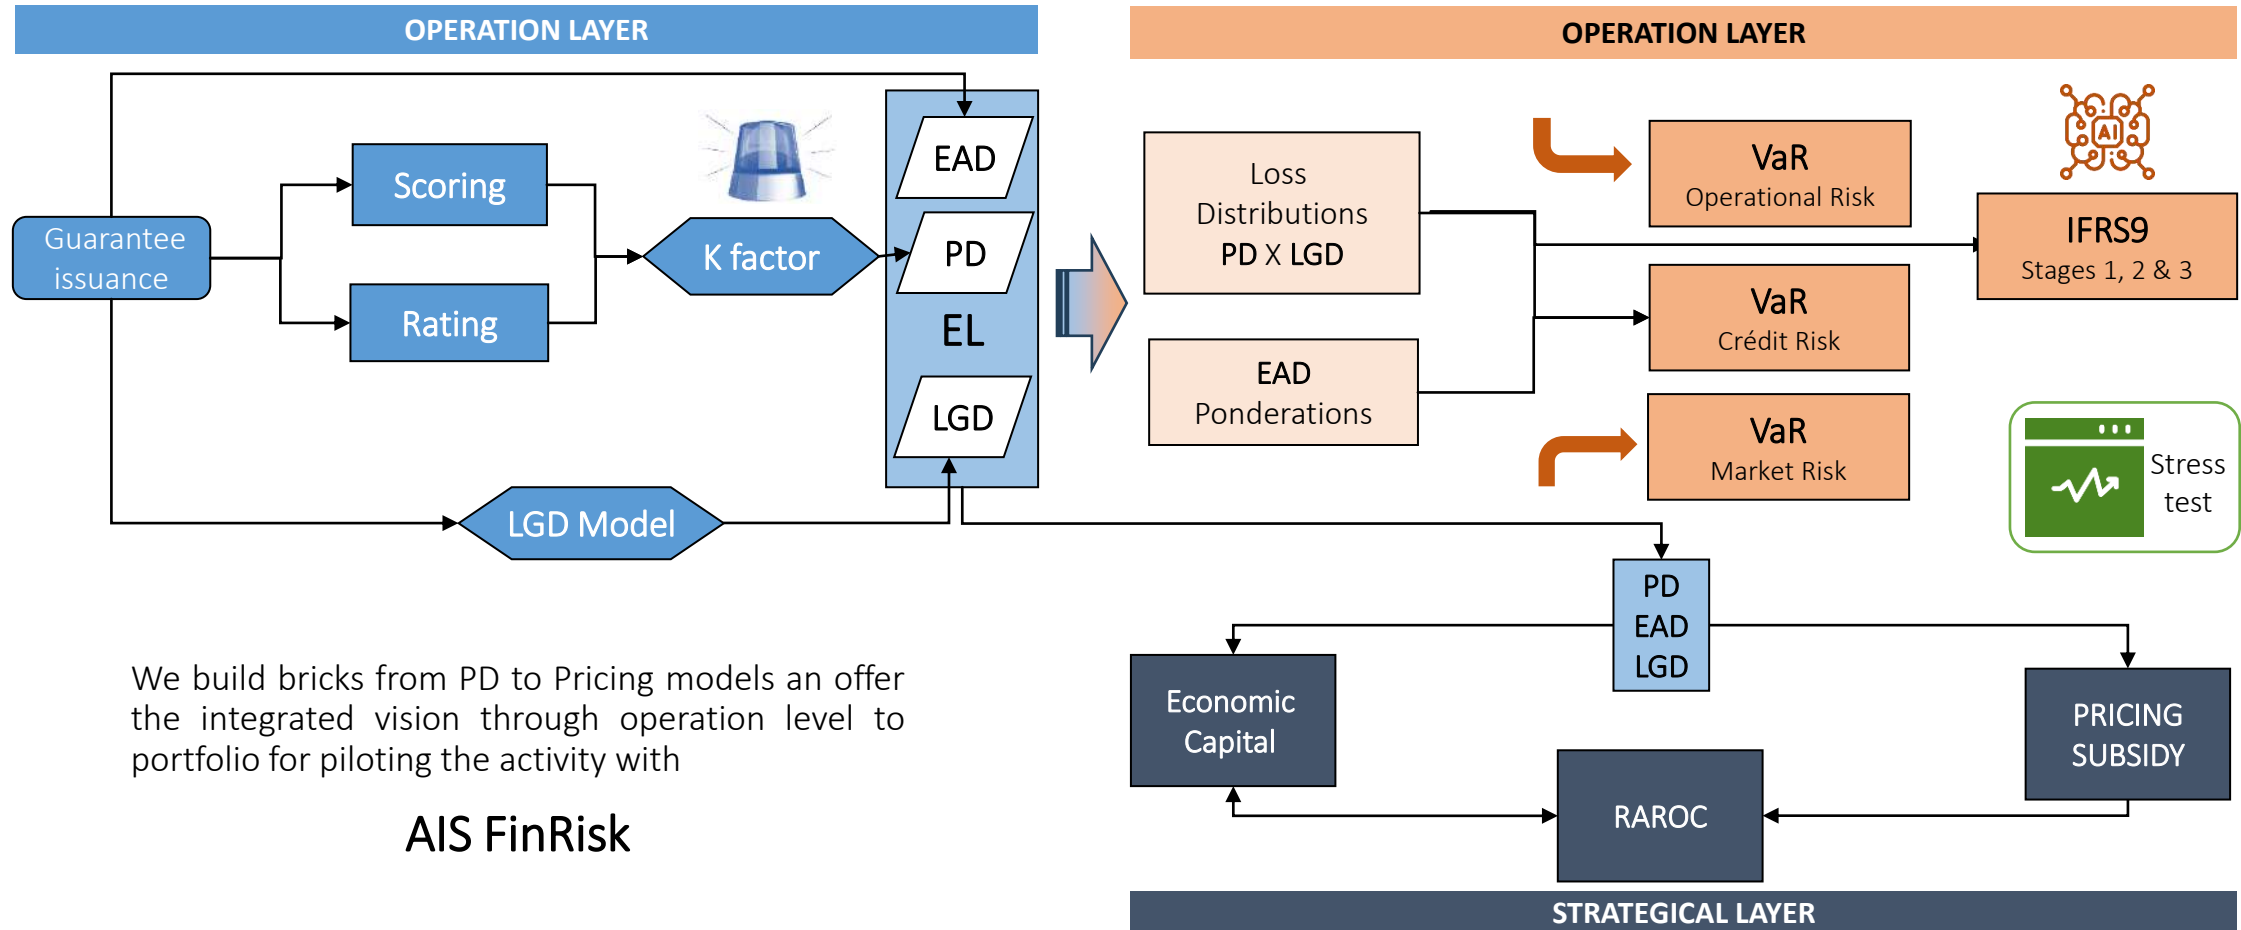 OPERATION LAYER
Guarantee
issuance
Scoring
Rating
K factor
EAD
PD
EL
LGD
LGD Model
We build bricks from PD to Pricing models an offer
the integrated vision through operation level to
portfolio for piloting the activity with
AIS FinRisk
OPERATION LAYER
Loss
Distributions
PD X LGD
EAD
Ponderations
VaR
Operational Risk
VaR
Crédit Risk
VaR
Market Risk
AI
IFRS9
Stages 1, 2 & 3
Stress
test
PD
EAD
LGD
Economic
Capital
RAROC
PRICING
SUBSIDY
STRATEGICAL LAYER